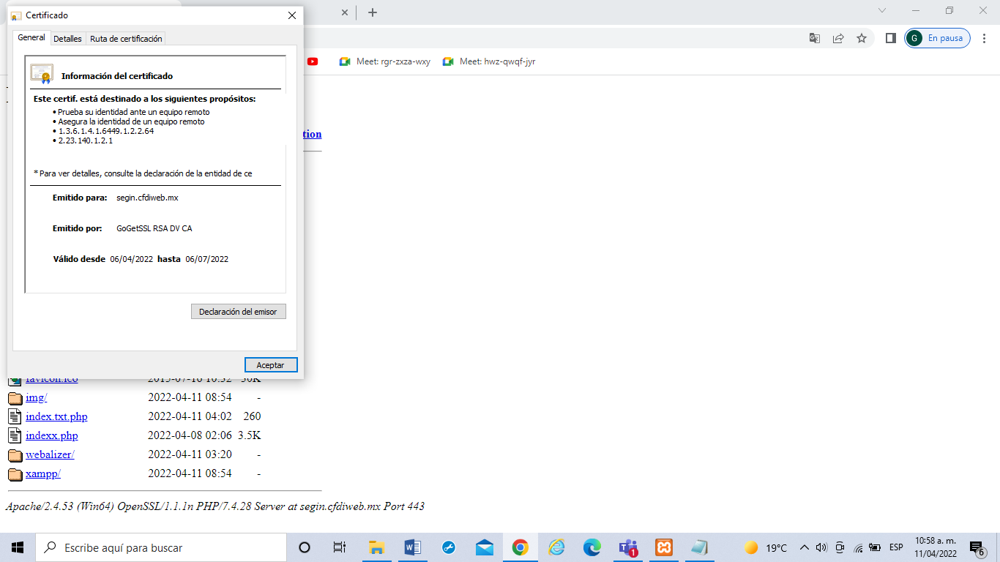 Certificado
General Detalles Ruta de certificación
G En pausa
Meet: rgr-zxza-wxy Meet: hwz-qwqf-jyr
Información del certificado
Este certif. está destinado a los siguientes propósitos:
• Prueba su identidad ante un equipo remoto
• Asegura la identidad de un equipo remoto
• 1.3.6.1.4.1.6449.1.2.2.64
• 2.23.140.1.2.1
tion
* Para ver detalles, consulte la declaración de la entidad de ce
Emitido para: segin.cfdiweb.mx
Emitido por: GoGetSSL RSA DV CA
Válido desde 06/04/2022 hasta 06/07/2022
Declaración del emisor
Aceptar
favicon.ico 2015-07-16 10:32 30K
img/ 2022-04-11 08:54 -
index.txt.php 2022-04-11 04:02 260
indexx.php 2022-04-08 02:06 3.5K
webalizer/ 2022-04-11 03:20 -
xampp/ 2022-04-11 08:54 -
Apache/2.4.53 (Win64) OpenSSL/1.1.1n PHP/7.4.28 Server at segin.cfdiweb.mx Port 443
Escribe aquí para buscar
1
19°C
ESP
10:58 a. m.
11/04/2022
6